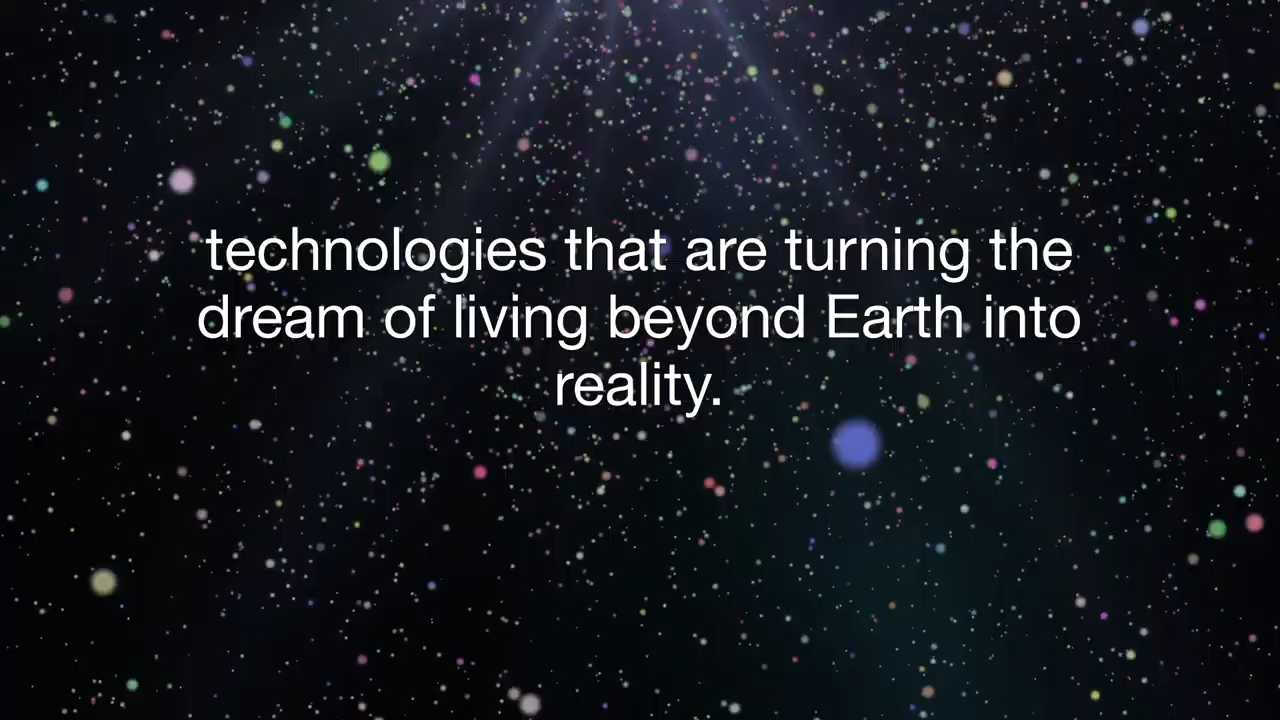 technologies that are turning the
dream of living beyond Earth into
reality.